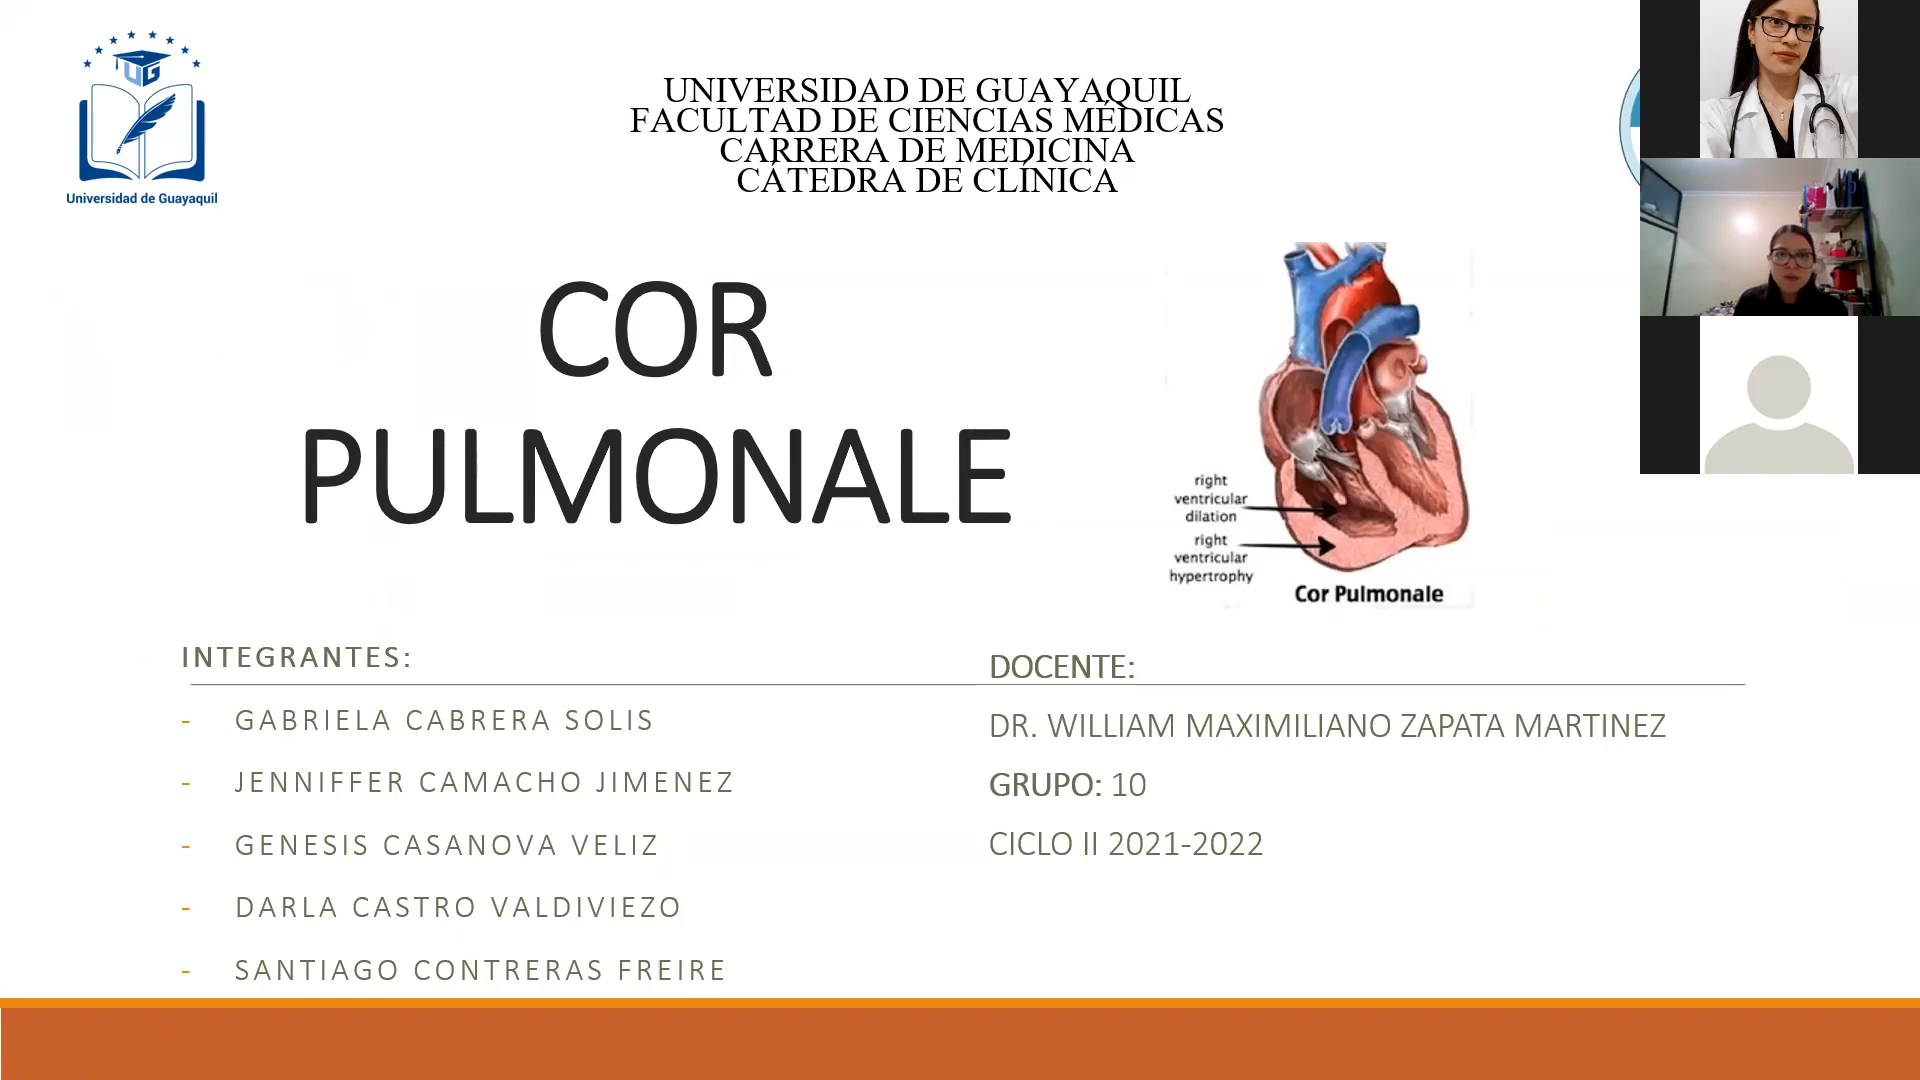 UG
Universidad de Guayaquil
UNIVERSIDAD DE GUAYAQUIL
FACULTAD DE CIENCIAS MÉDICAS
CARRERA DE MEDICINA
CÁTEDRA DE CLÍNICA
COR
PULMONALE
right
ventricular
dilation
right
ventricular
hypertrophy
Cor Pulmonale
INTEGRANTES:
- GABRIELA CABRERA SOLIS
- JENNIFFER CAMACHO JIMENEZ
- GENESIS CASANOVA VELIZ
- DARLA CASTRO VALDIVIEZO
- SANTIAGO CONTRERAS FREIRE
DOCENTE:
DR. WILLIAM MAXIMILIANO ZAPATA MARTINEZ
GRUPO: 10
CICLO II 2021-2022